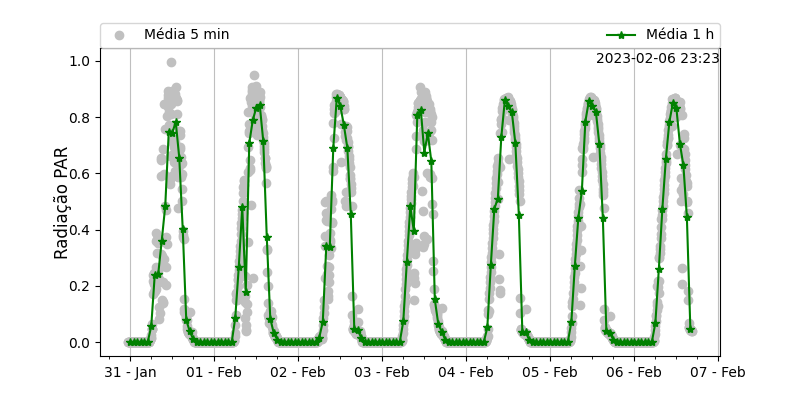 Média 5 min
Média 1 h
2023-02-06 23:23
Radiação PAR
1.0
0.8
0.6
0.4
0.2
0.0
31 - Jan
01 - Feb
02 - Feb
03 - Feb
04 - Feb
05 - Feb
06 - Feb
07 - Feb